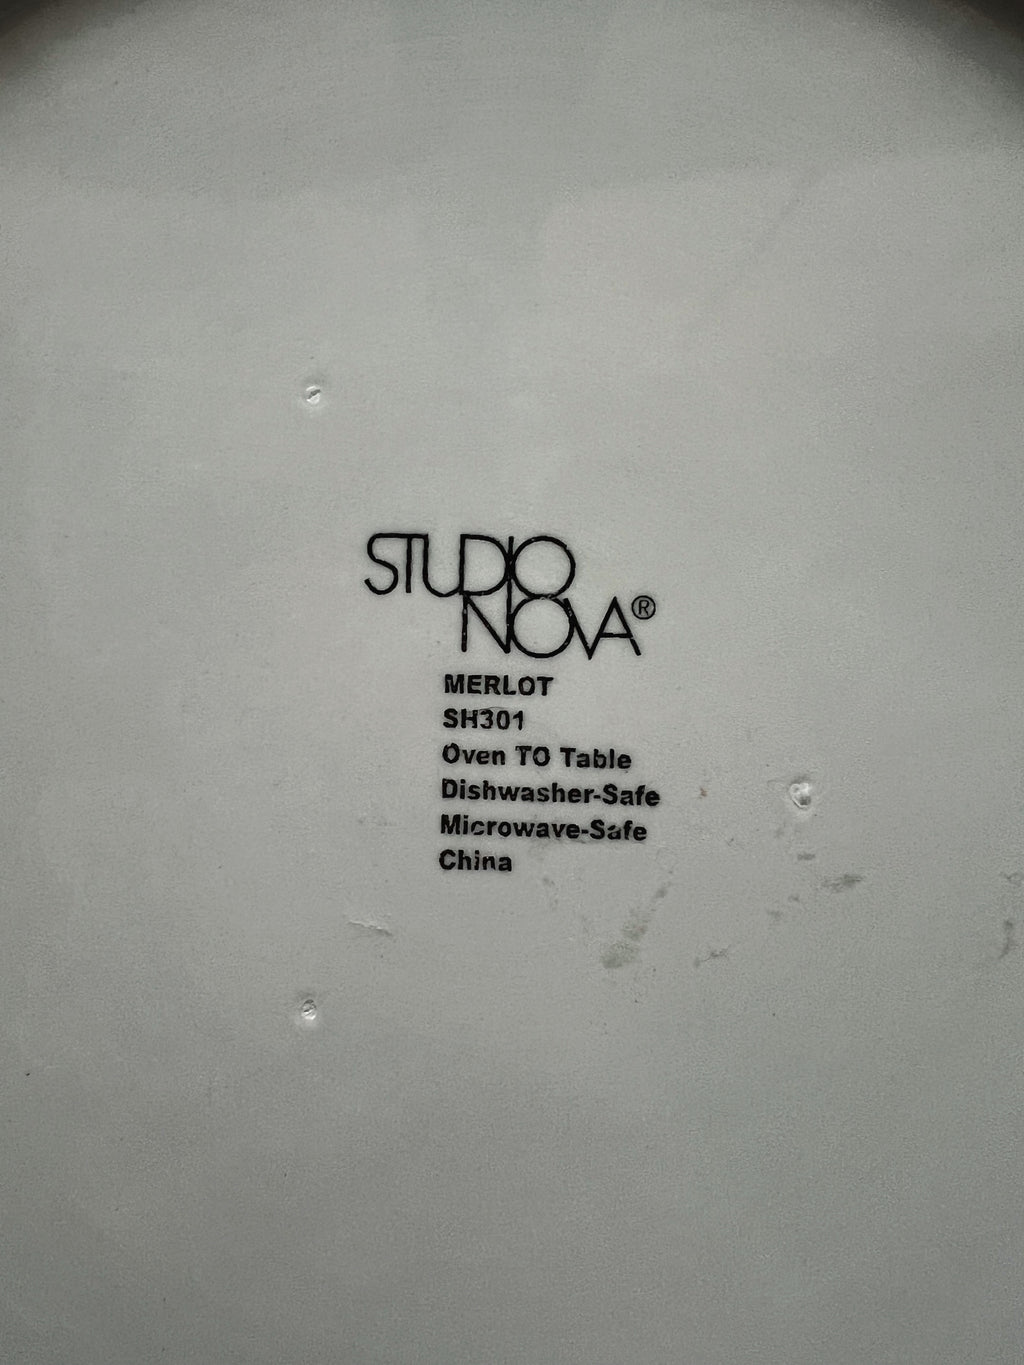 STUDIO
NOVA®
MERLOT
SH301
Oven TO Table
Dishwasher-Safe
Microwave-Safe
China